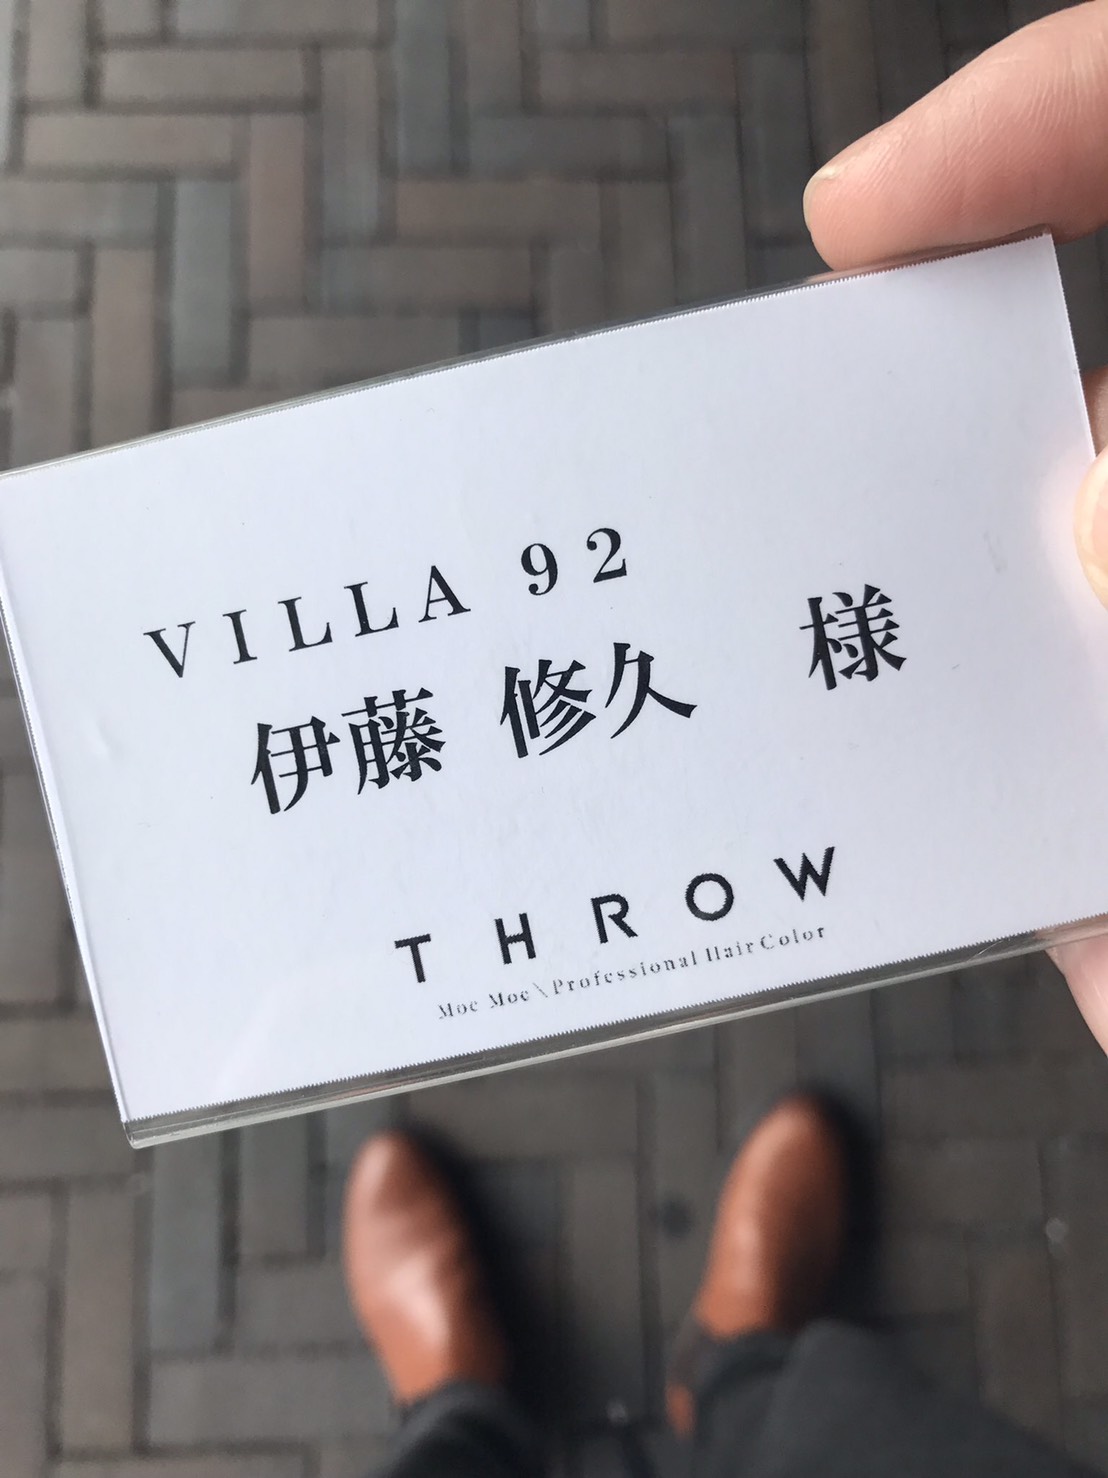 VILLA 92
伊藤 修久 様
THROW
Moe Moe\Professional Hair Color